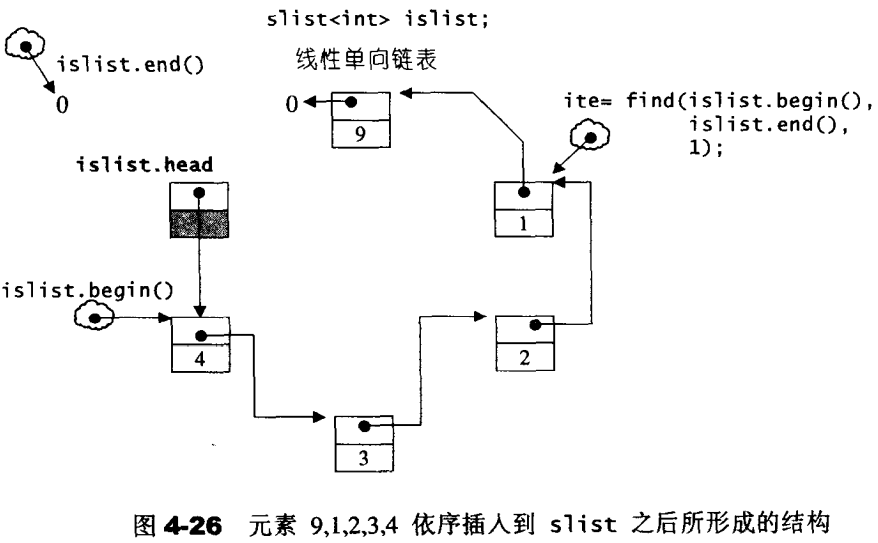 slist<int> islist;
线性单向链表
islist.end()
0
0
9
ite= find(islist.begin(),
islist.end(),
1);
islist.head
1
islist.begin()
4
2
3
图 4-26 元素 9,1,2,3,4 依序插入到 slist 之后所形成的结构